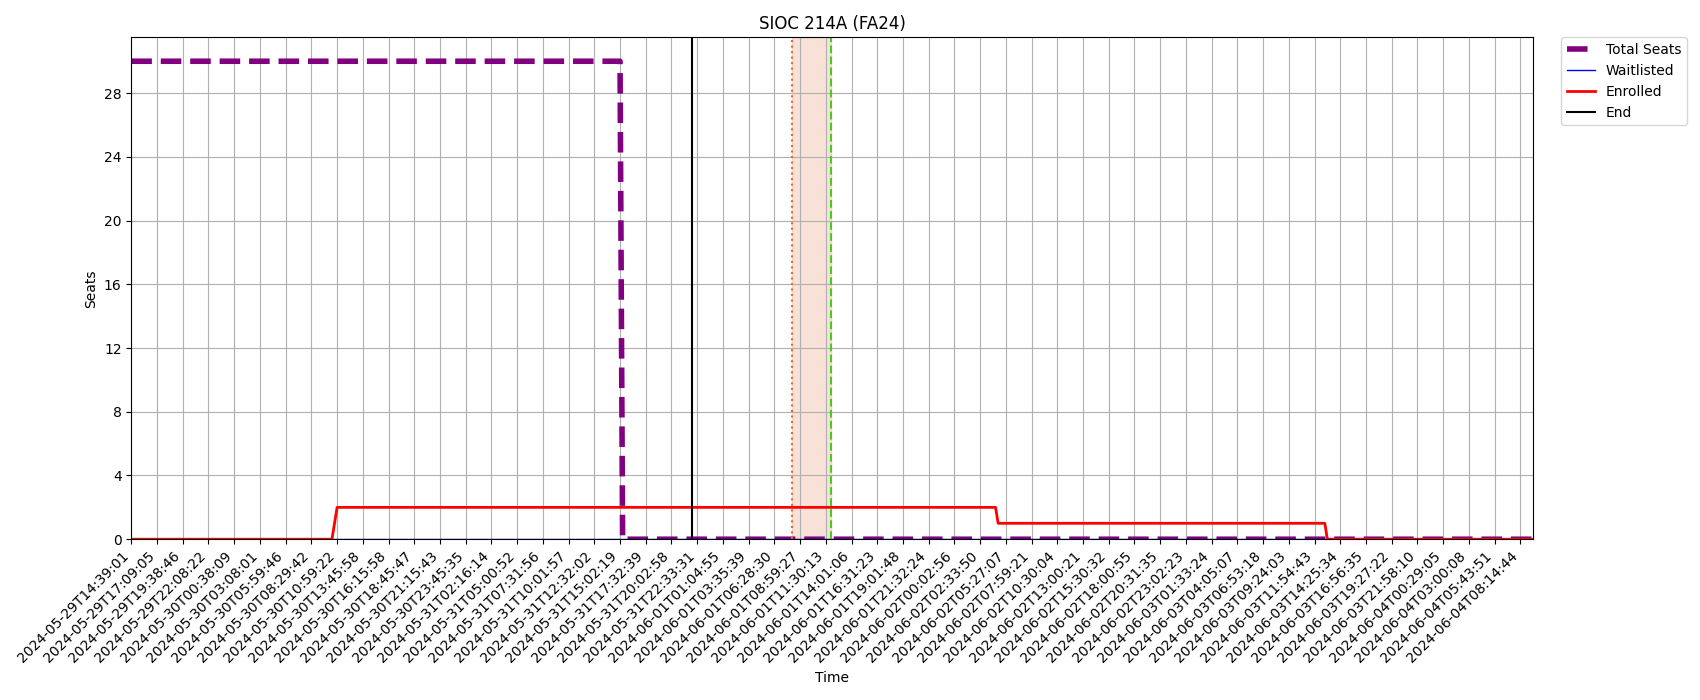 SIOC 214A (FA24)
Total Seats
Waitlisted
Enrolled
End
Seats
28
24
20
16
12
8
4
0
2024-05-29T14:39:01
2024-05-29T17:09:05
2024-05-29T19:38:46
2024-05-29T22:08:22
2024-05-30T00:38:09
2024-05-30T03:08:01
2024-05-30T05:59:46
2024-05-30T08:29:42
2024-05-30T10:59:22
2024-05-30T13:45:58
2024-05-30T16:15:58
2024-05-30T18:45:47
2024-05-30T21:15:43
2024-05-30T23:45:35
2024-05-31T02:16:14
2024-05-31T05:00:52
2024-05-31T07:31:56
2024-05-31T10:01:57
2024-05-31T12:32:02
2024-05-31T15:02:19
2024-05-31T17:32:39
2024-05-31T20:02:58
2024-05-31T22:33:31
2024-06-01T01:04:55
2024-06-01T03:35:39
2024-06-01T06:28:30
2024-06-01T08:59:27
2024-06-01T11:30:13
2024-06-01T14:01:06
2024-06-01T16:31:23
2024-06-01T19:01:48
2024-06-01T21:32:24
2024-06-02T00:02:56
2024-06-02T02:33:50
2024-06-02T05:27:07
2024-06-02T07:59:21
2024-06-02T10:30:04
2024-06-02T13:00:21
2024-06-02T15:30:32
2024-06-02T18:00:55
2024-06-02T20:31:35
2024-06-02T23:02:23
2024-06-03T01:33:24
2024-06-03T04:05:07
2024-06-03T06:53:18
2024-06-03T09:24:03
2024-06-03T11:54:43
2024-06-03T14:25:34
2024-06-03T16:56:35
2024-06-03T19:27:22
2024-06-03T21:58:10
2024-06-04T00:29:05
2024-06-04T03:00:08
2024-06-04T05:43:51
2024-06-04T08:14:44
Time